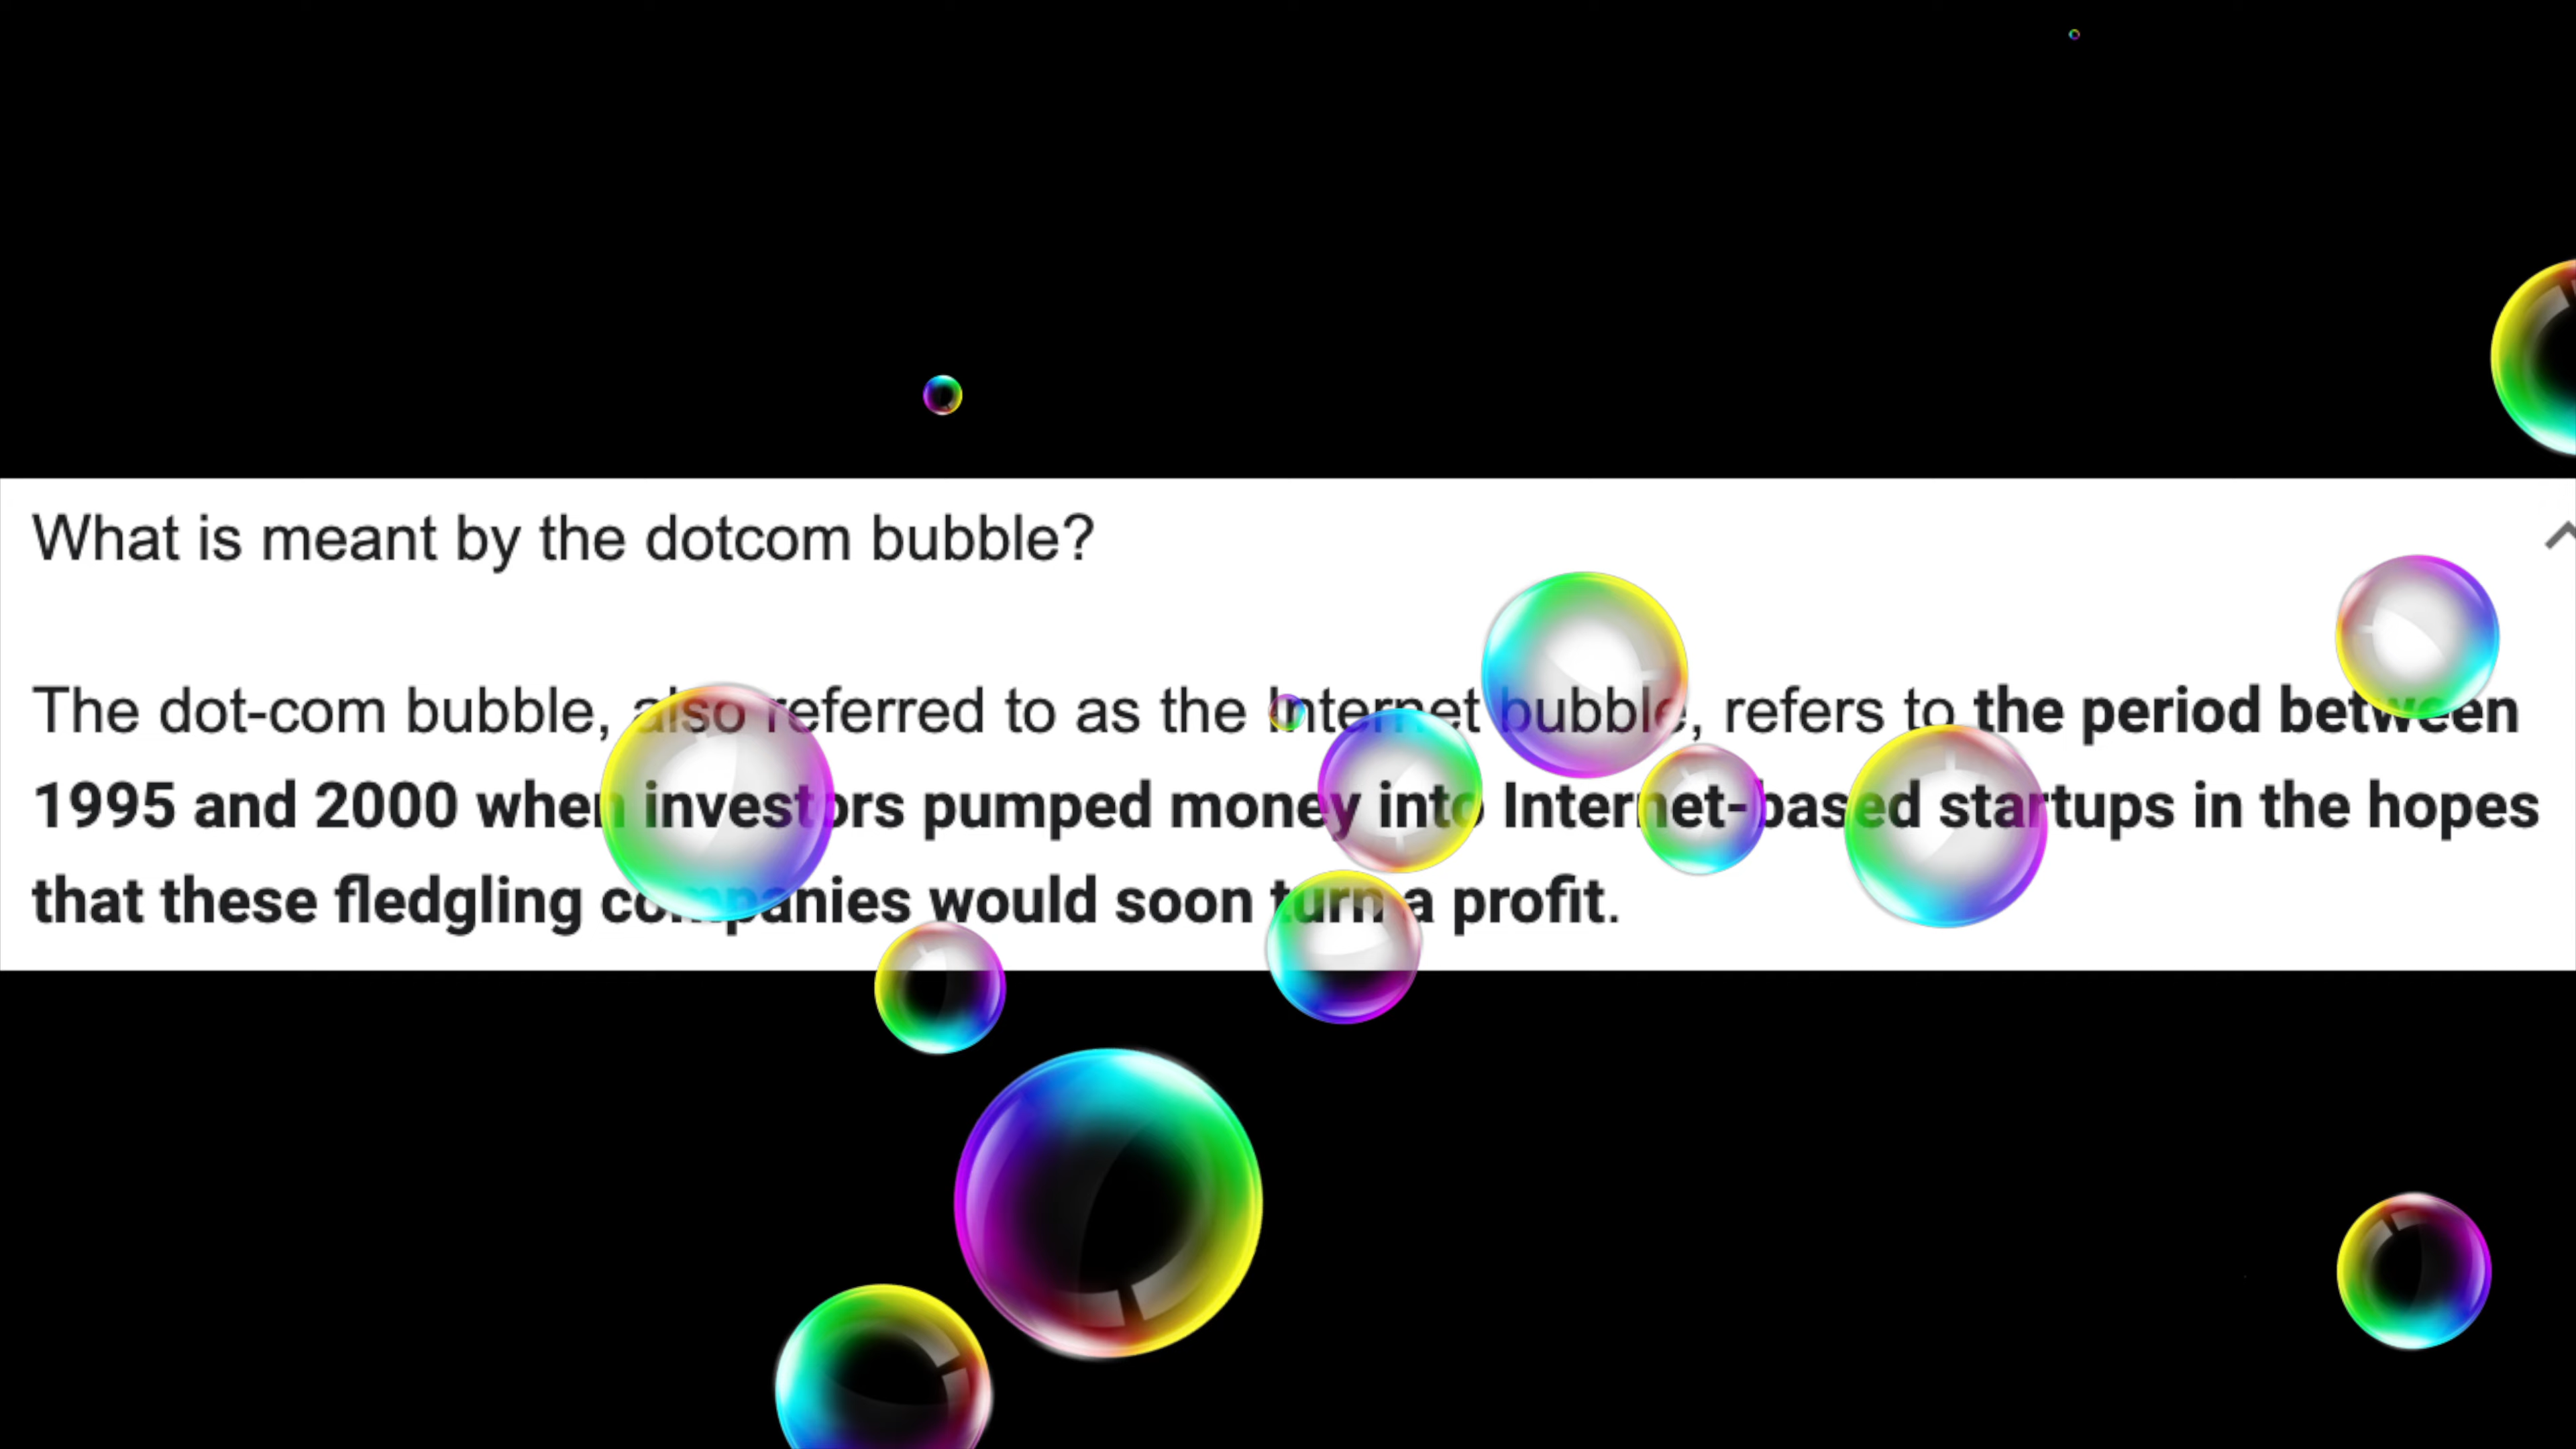 What is meant by the dotcom bubble?
The dot-com bubble, also referred to as the Internet bubble, refers to the period between
1995 and 2000 when investors pumped money into Internet-based startups in the hopes
that these fledgling companies would soon turn a profit.